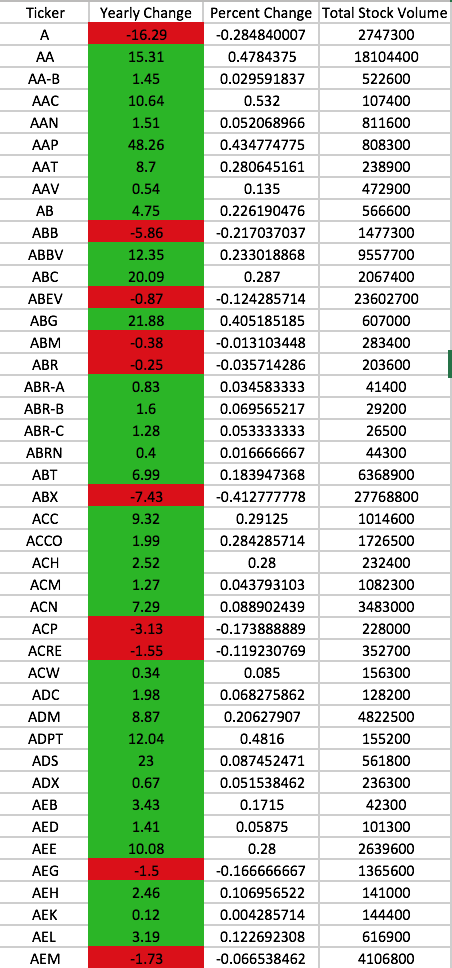 Ticker Yearly Change Percent Change Total Stock Volume
A -16.29 -0.284840007 2747300
AA 15.31 0.4784375 18104400
AA-B 1.45 0.029591837 522600
AAC 10.64 0.532 107400
AAN 1.51 0.052068966 811600
AAP 48.26 0.434774775 808300
AAT 8.7 0.280645161 238900
AAV 0.54 0.135 472900
AB 4.75 0.226190476 566600
ABB -5.86 -0.217037037 1477300
ABBV 12.35 0.233018868 9557700
ABC 20.09 0.287 2067400
ABEV -0.87 -0.124285714 23602700
ABG 21.88 0.405185185 607000
ABM -0.38 -0.013103448 283400
ABR -0.25 -0.035714286 203600
ABR-A 0.83 0.034583333 41400
ABR-B 1.6 0.069565217 29200
ABR-C 1.28 0.053333333 26500
ABRN 0.4 0.016666667 44300
ABT 6.99 0.183947368 6368900
ABX -7.43 -0.412777778 27768800
ACC 9.32 0.29125 1014600
ACCO 1.99 0.284285714 1726500
ACH 2.52 0.28 232400
ACM 1.27 0.043793103 1082300
ACN 7.29 0.088902439 3483000
ACP -3.13 -0.173888889 228000
ACRE -1.55 -0.119230769 352700
ACW 0.34 0.085 156300
ADC 1.98 0.068275862 128200
ADM 8.87 0.20627907 4822500
ADPT 12.04 0.4816 155200
ADS 23 0.087452471 561800
ADX 0.67 0.051538462 236300
AEB 3.43 0.1715 42300
AED 1.41 0.05875 101300
AEE 10.08 0.28 2639600
AEG -1.5 -0.166666667 1365600
AEH 2.46 0.106956522 141000
AEK 0.12 0.004285714 144400
AEL 3.19 0.122692308 616900
AEM -1.73 -0.066538462 4106800